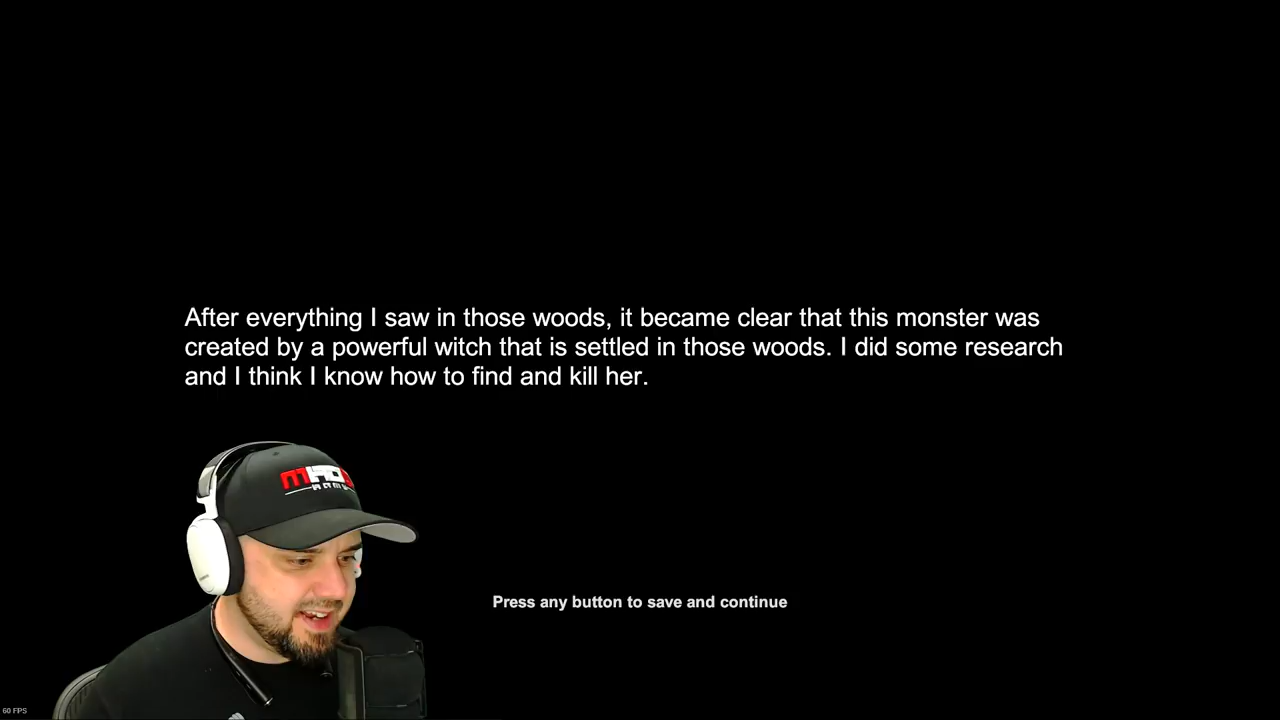 After everything I saw in those woods, it became clear that this monster was
created by a powerful witch that is settled in those woods. I did some research
and I think I know how to find and kill her.
Press any button to save and continue
60 FPS